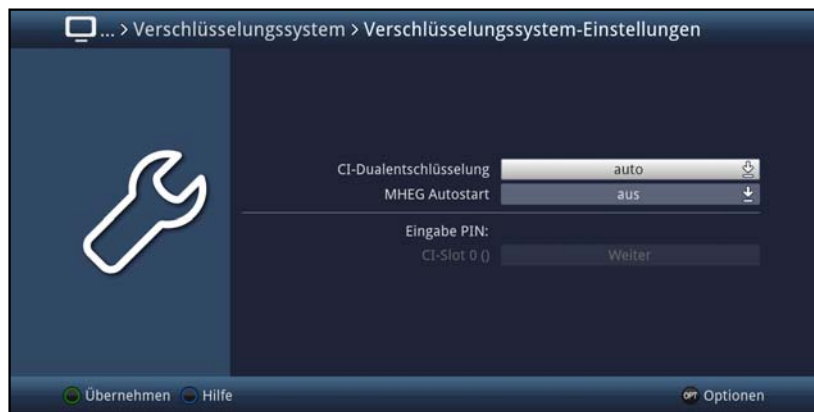 ... > Verschlüsselungssystem > Verschlüsselungssystem-Einstellungen
CI-Dualentschlüsselung auto
MHEG Autostart aus
Eingabe PIN:
CI-Slot 0 () Weiter
Übernehmen Hilfe OPT Optionen